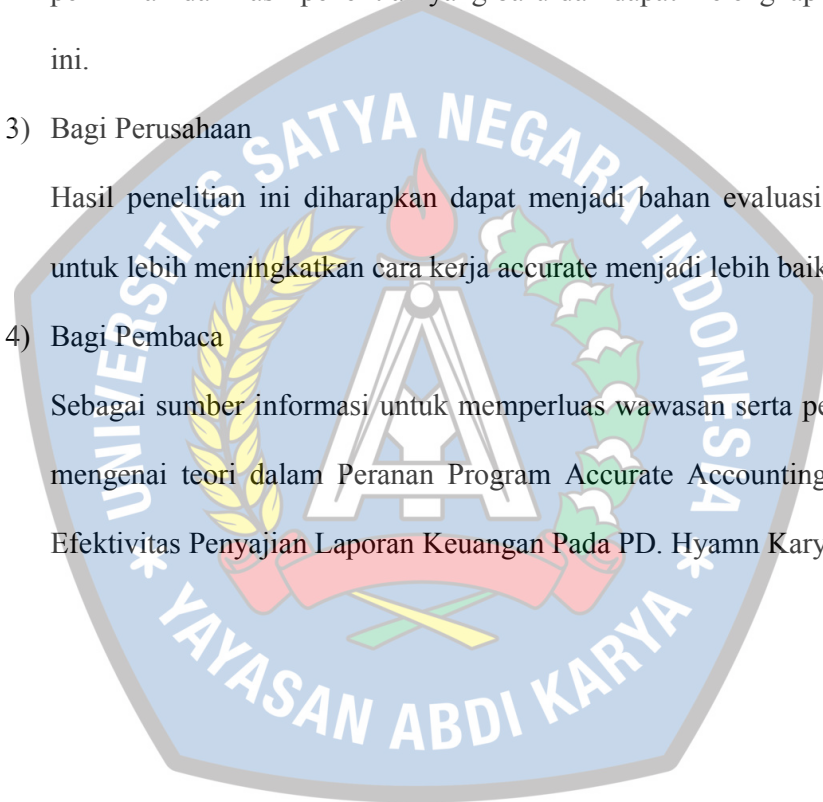 ini.
3) Bagi Perusahaan
Hasil penelitian ini diharapkan dapat menjadi bahan evaluasi
untuk lebih meningkatkan cara kerja accurate menjadi lebih baik
4) Bagi Pembaca
Sebagai sumber informasi untuk memperluas wawasan serta
mengenai teori dalam Peranan Program Accurate Accounting
Efektivitas Penyajian Laporan Keuangan Pada PD. Hyamn
UNIVERSITAS SATYA NEGARA INDONESIA
* YAYASAN ABDI KARYA *